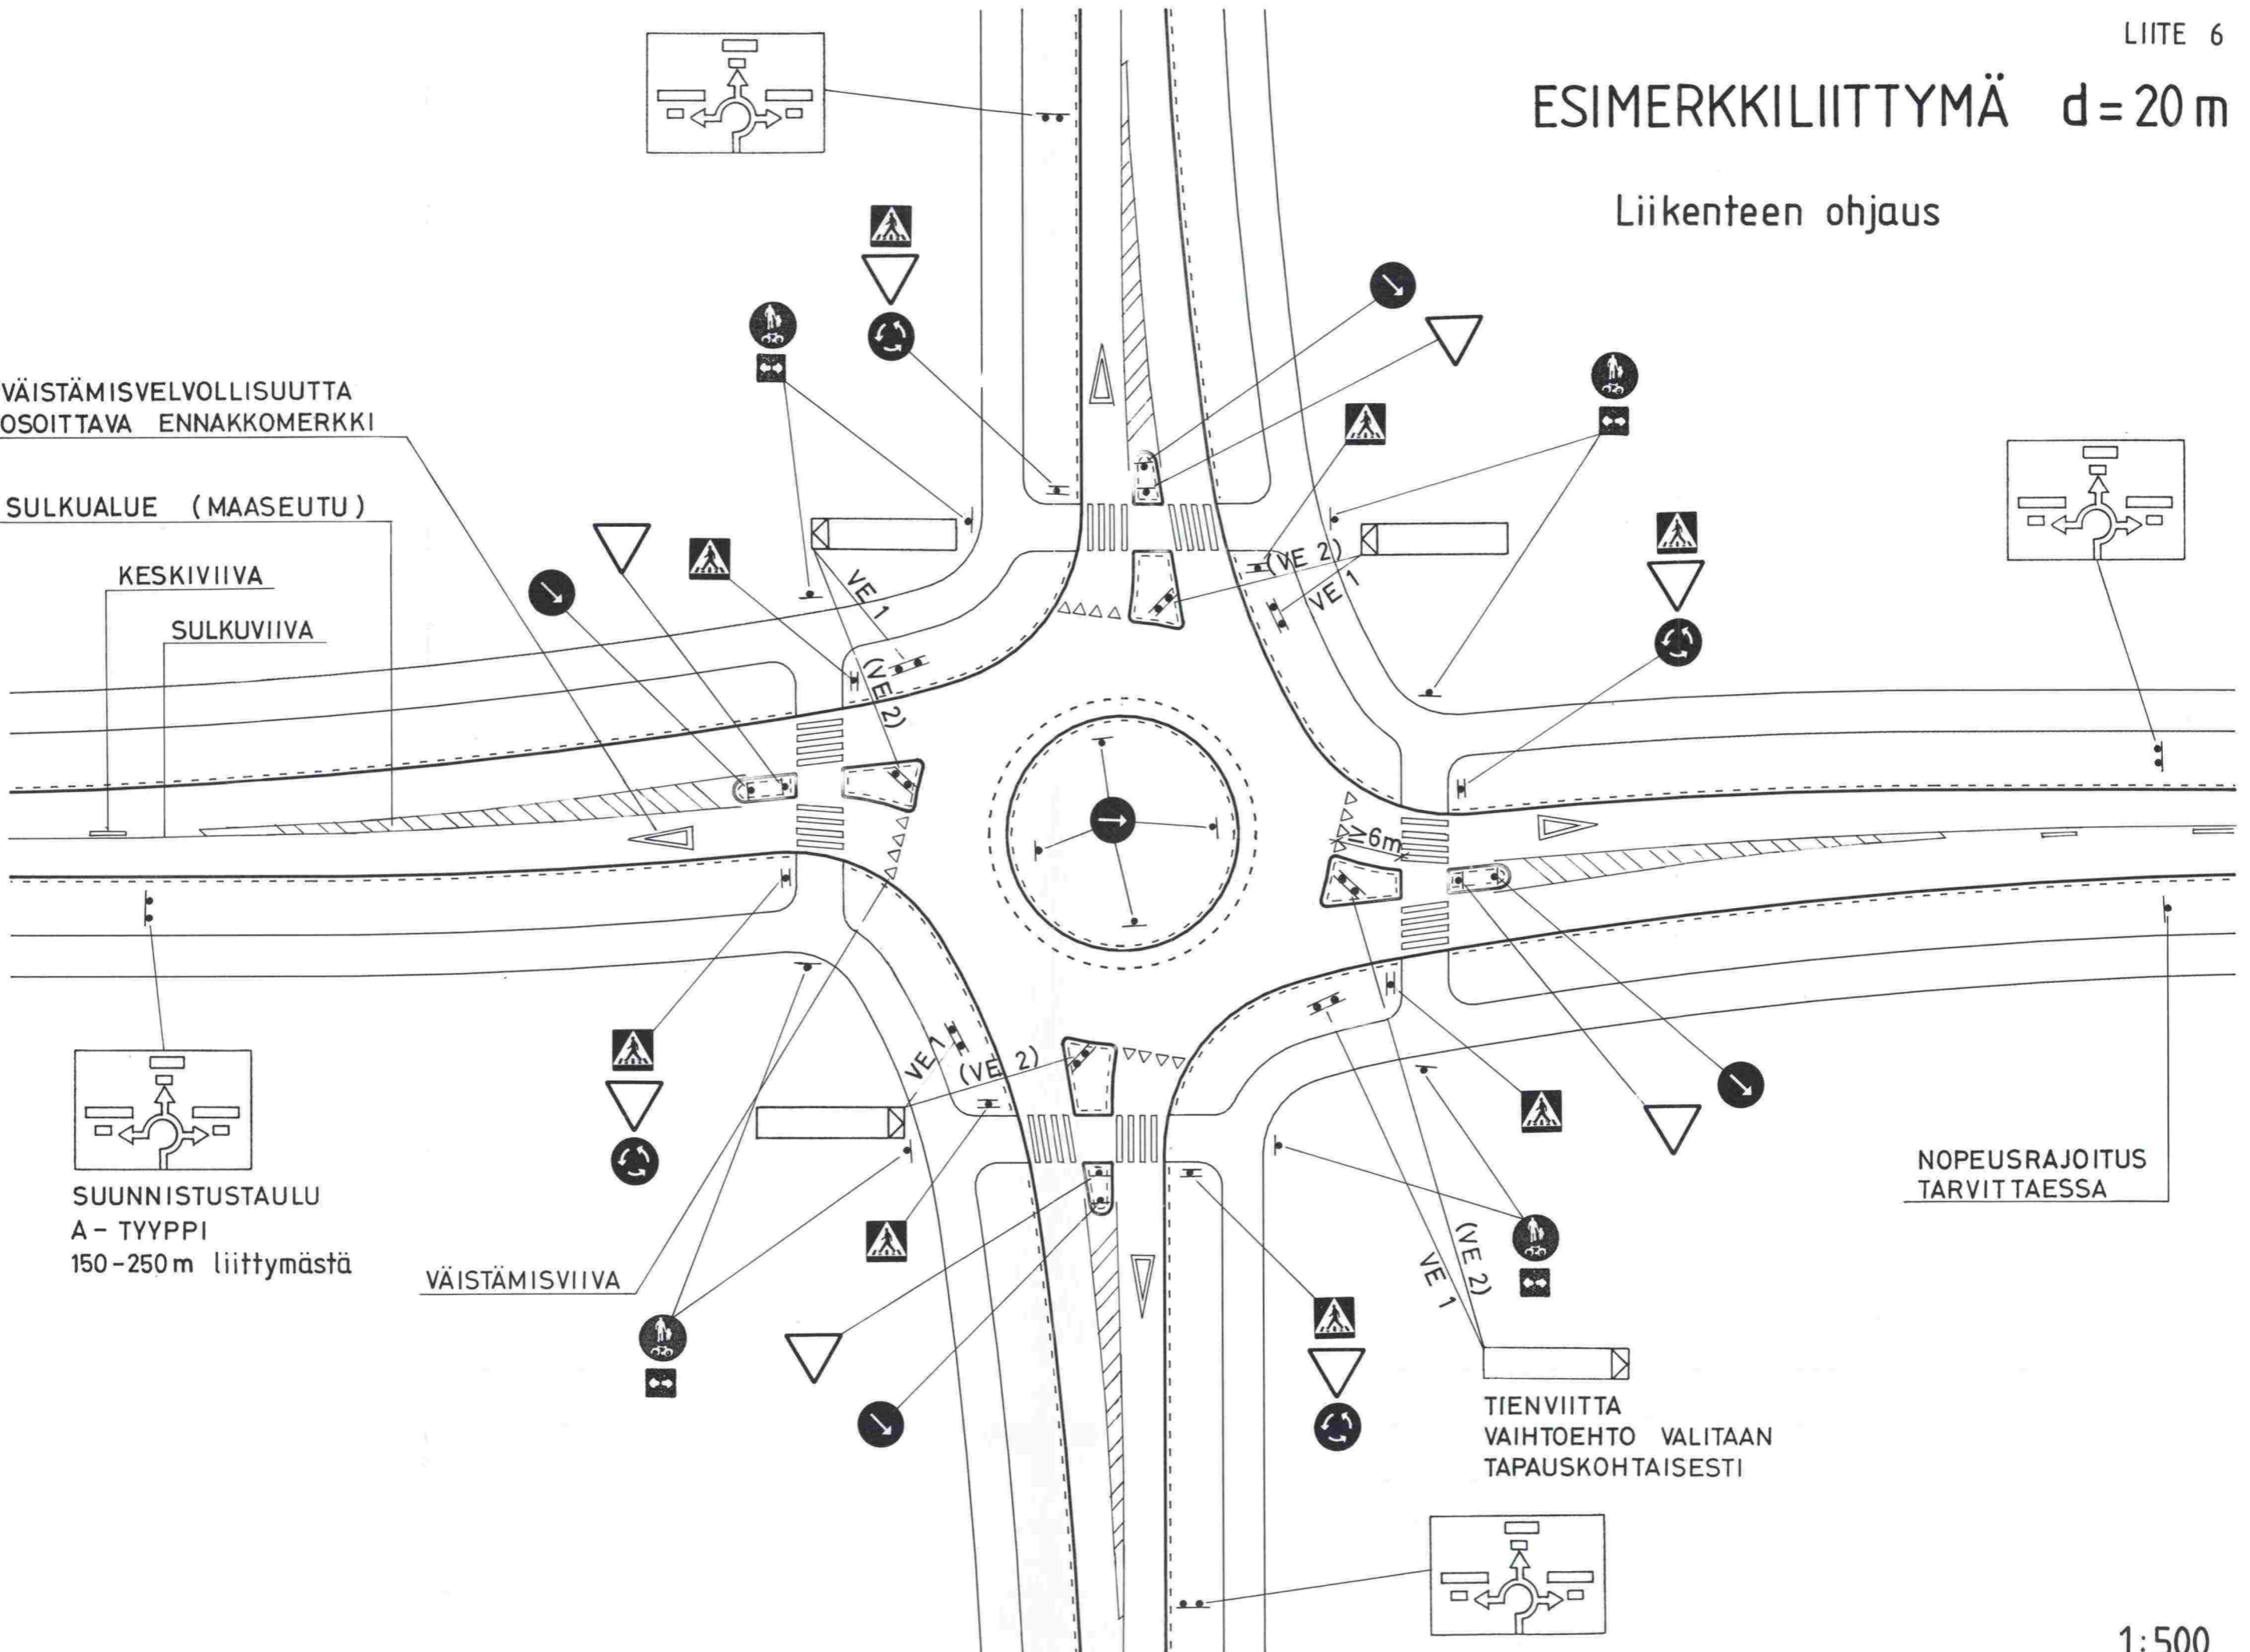 LIITE 6
ESIMERKKILIITTYMÄ d = 20 m
Liikenteen ohjaus
VÄISTÄMISVELVOLLISUUTTA
OSOITTAVA ENNAKKOMERKKI
SULKUALUE (MAASEUTU)
KESKIVIIVA
SULKUVIIVA
VE 1
(VE 2)
(VE 2)
VE 1
≥6m
VE 1
(VE 2)
SUUNNISTUSTAULU
A - TYYPPI
150-250 m liittymästä
VÄISTÄMISVIIVA
NOPEUSRAJOITUS
TARVITTAESSA
VE 1
(VE 2)
TIENVIITTA
VAIHTOEHTO VALITAAN
TAPAUSKOHTAISESTI
1:500